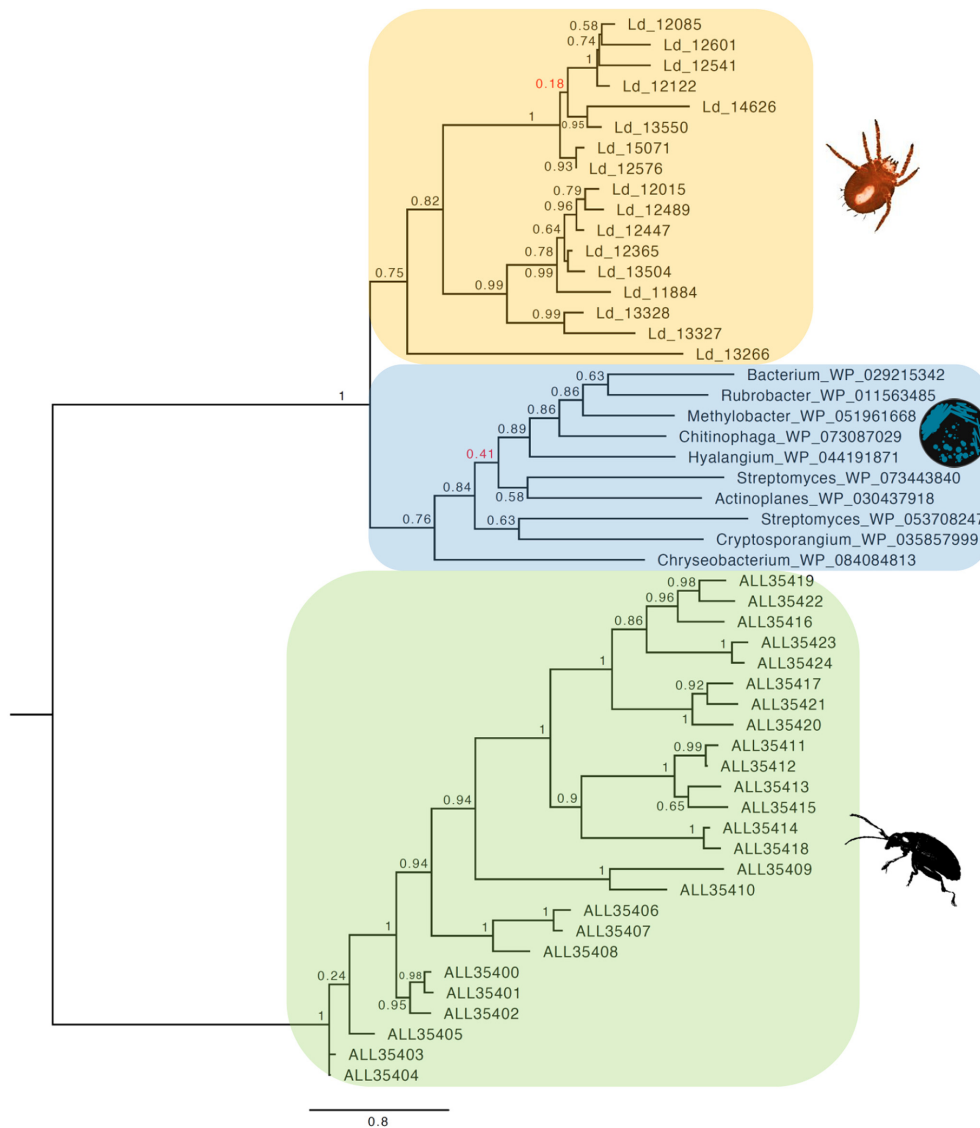 0.58
Ld_12085
0.74
Ld_12601
1
Ld_12541
0.18
Ld_12122
Ld_14626
1
0.95
Ld_13550
Ld_15071
0.93
Ld_12576
0.79
Ld_12015
0.82
0.96
Ld_12489
0.64
Ld_12447
0.78
Ld_12365
0.75
0.99
Ld_13504
0.99
Ld_11884
0.99
Ld_13328
Ld_13327
Ld_13266
0.63
Bacterium_WP_029215342
1
0.86
Rubrobacter_WP_011563485
0.86
Methylobacter_WP_051961668
0.89
Chitinophaga_WP_073087029
0.41
Hyalangium_WP_044191871
0.84
Streptomyces_WP_073443840
0.58
Actinoplanes_WP_030437918
0.76
0.63
Streptomyces_WP_053708247
Cryptosporangium_WP_035857999
Chryseobacterium_WP_084084813
0.98
ALL35419
0.96
ALL35422
0.86
ALL35416
1
ALL35423
ALL35424
1
0.92
ALL35417
ALL35421
1
ALL35420
1
0.99
ALL35411
1
ALL35412
0.9
ALL35413
0.94
0.65
ALL35415
1
ALL35414
ALL35418
0.94
1
ALL35409
ALL35410
1
ALL35406
1
ALL35407
1
ALL35408
0.24
0.98
ALL35400
ALL35401
0.95
ALL35402
1
ALL35405
ALL35403
ALL35404
0.8